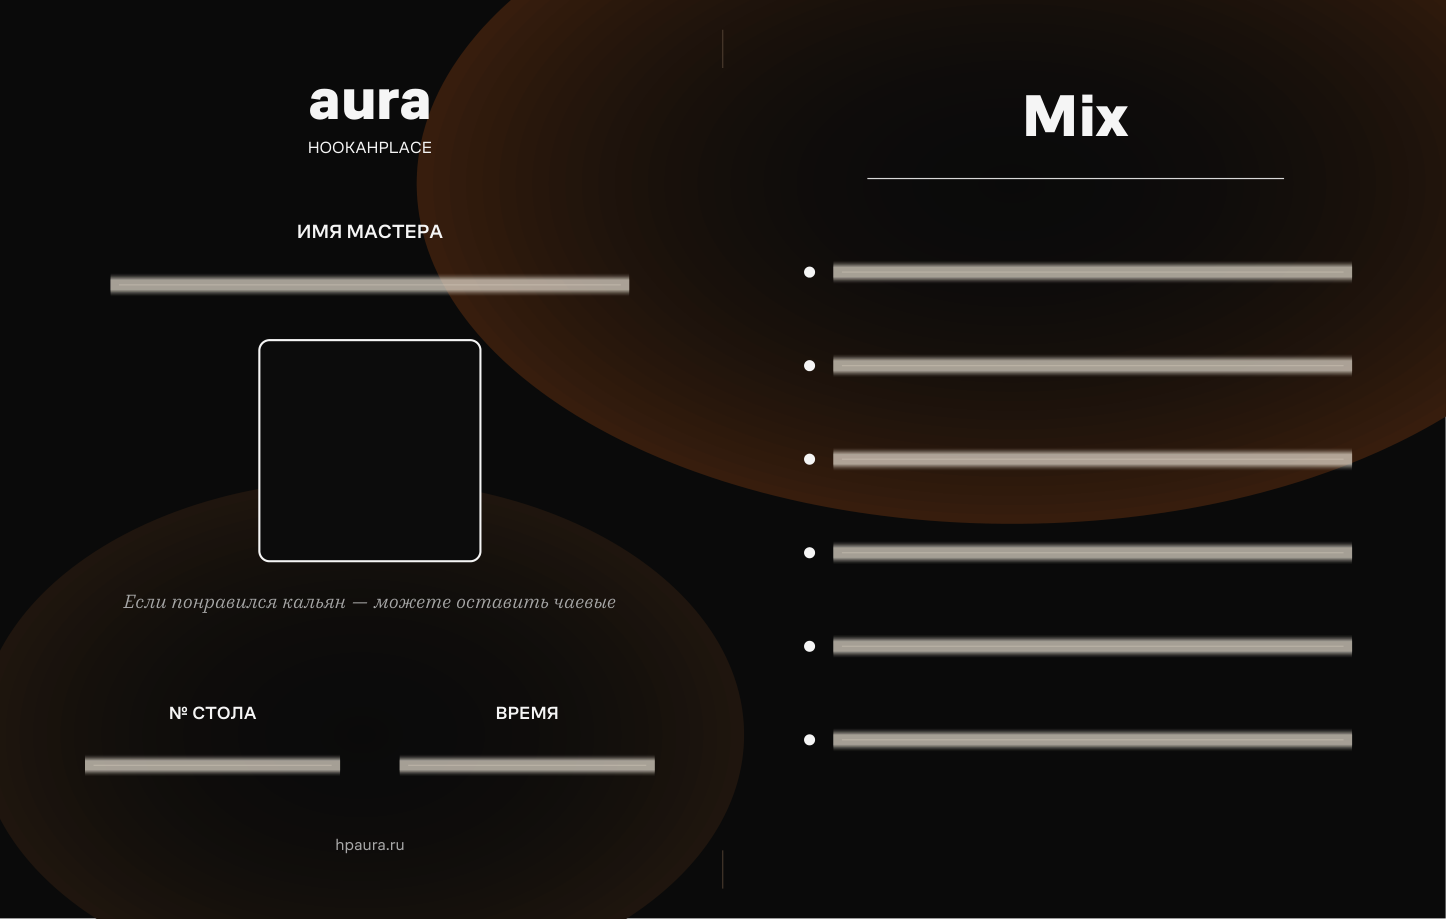 aura
HOOKAHPLACE
ИМЯ МАСТЕРА
Если понравился кальян — можете оставить чаевые
№ СТОЛА
ВРЕМЯ
hpaura.ru
Mix